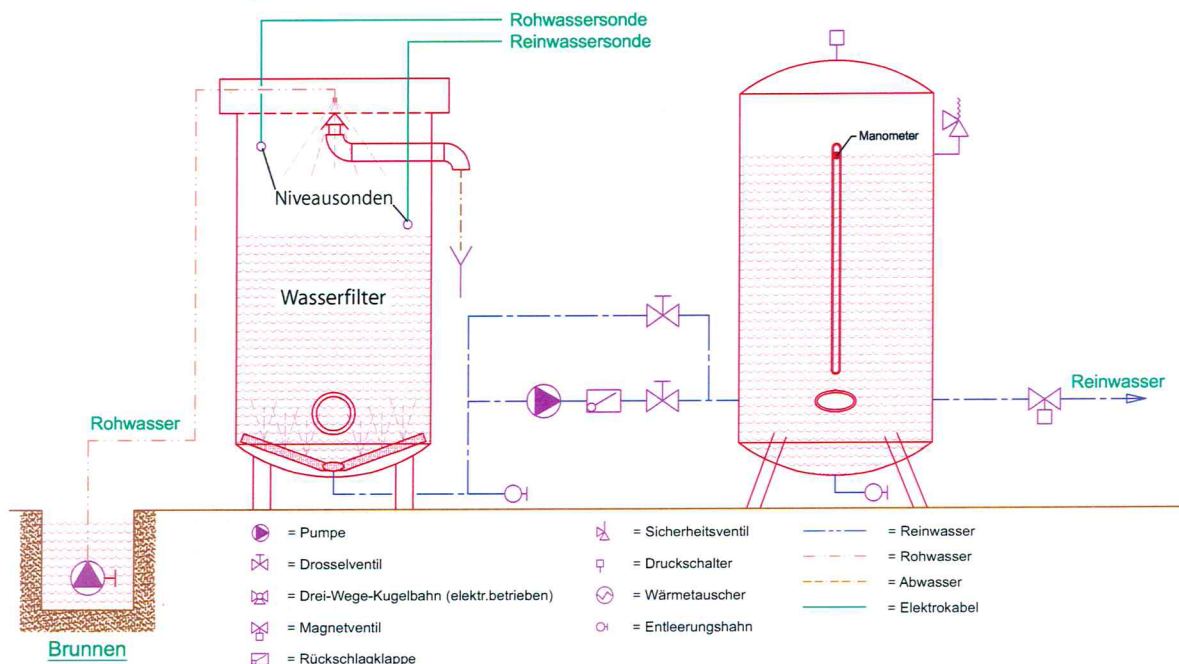 Rohwassersonde
Reinwassersonde
Manometer
Niveausonden
Wasserfilter
Reinwasser
Rohwasser
Brunnen
= Pumpe
= Drosselventil
= Drei-Wege-Kugelbahn (elektr.betrieben)
= Magnetventil
= Rückschlagklappe
= Sicherheitsventil
= Druckschalter
= Wärmetauscher
= Entleerungshahn
= Reinwasser
= Rohwasser
= Abwasser
= Elektrokabel